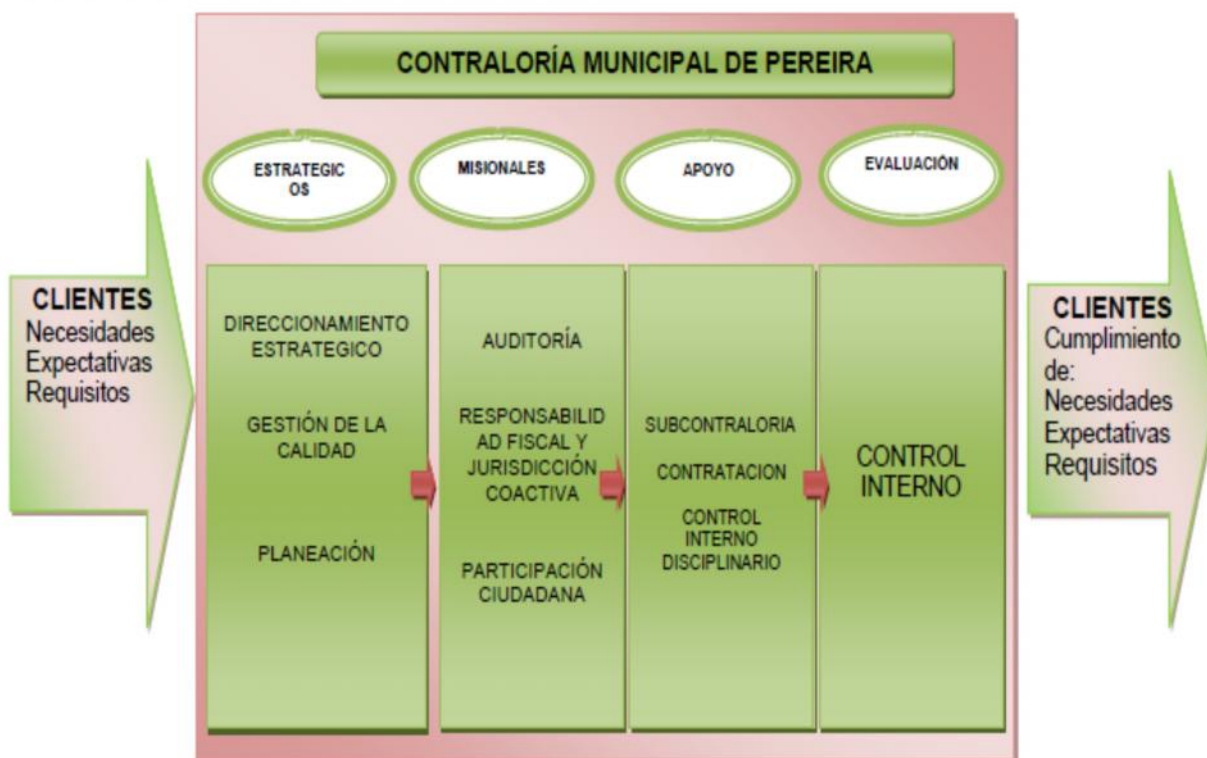 CONTRALORÍA MUNICIPAL DE PEREIRA
ESTRATEGIC
OS
MISIONALES
APOYO
EVALUACIÓN
CLIENTES
Necesidades
Expectativas
Requisitos
DIRECCIONAMIENTO
ESTRATEGICO
GESTIÓN DE LA
CALIDAD
PLANEACIÓN
AUDITORÍA
RESPONSABILID
AD FISCAL Y
JURISDICCIÓN
COACTIVA
PARTICIPACIÓN
CIUDADANA
SUBCONTRALORIA
CONTRATACION
CONTROL
INTERNO
DISCIPLINARIO
CONTROL
INTERNO
CLIENTES
Cumplimiento
de:
Necesidades
Expectativas
Requisitos